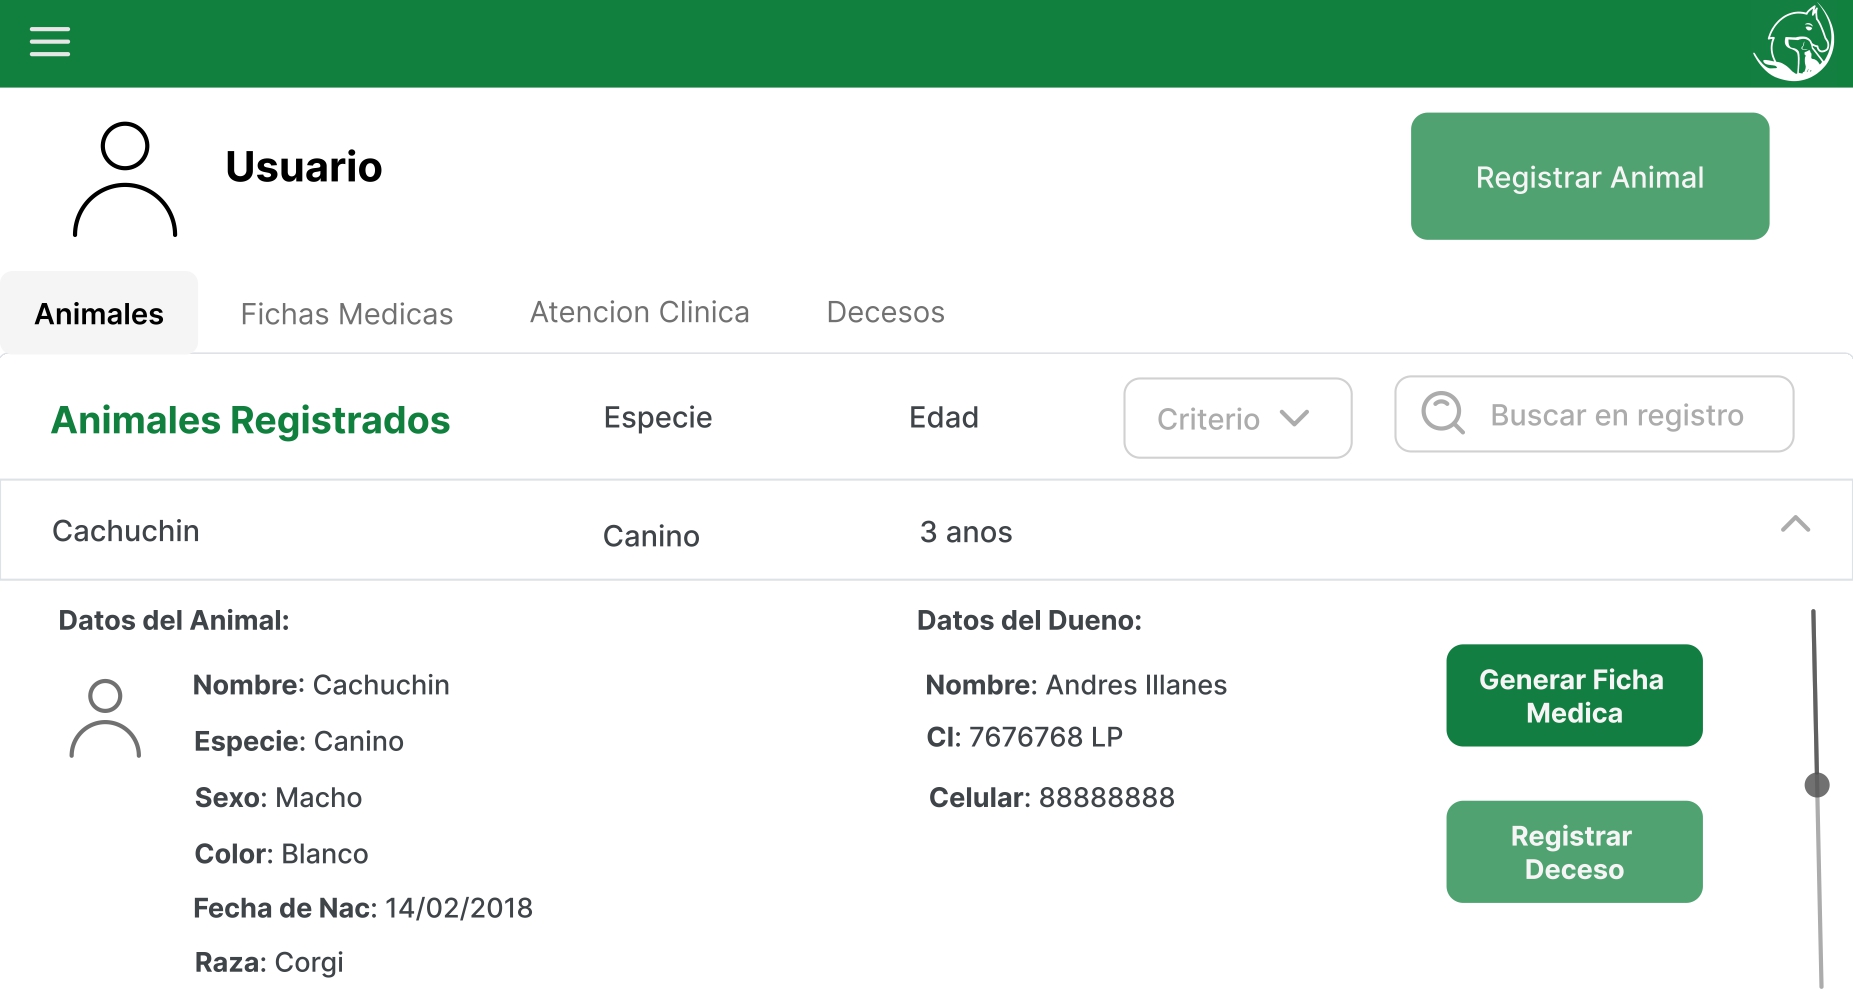 Usuario
Registrar Animal
Animales
Fichas Medicas
Atencion Clinica
Decesos
Animales Registrados
Especie
Edad
Criterio
Buscar en registro
Cachuchin
Canino
3 anos
Datos del Animal:
Nombre: Cachuchin
Especie: Canino
Sexo: Macho
Color: Blanco
Fecha de Nac: 14/02/2018
Raza: Corgi
Datos del Dueno:
Nombre: Andres Illanes
CI: 7676768 LP
Celular: 88888888
Generar Ficha
Medica
Registrar
Deceso